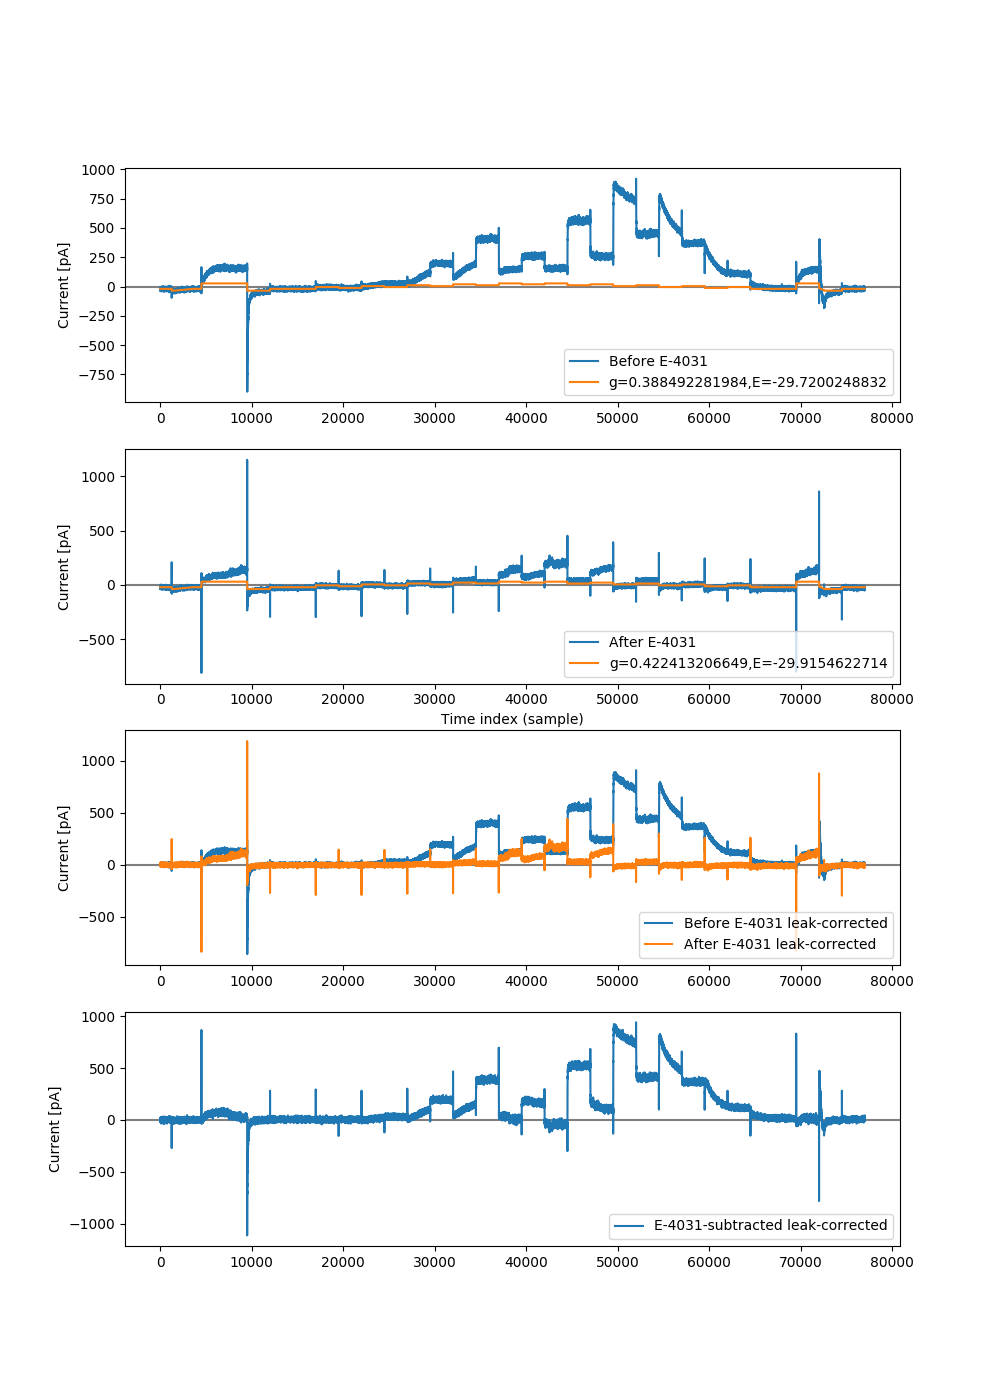 1000
750
500
250
0
−250
−500
−750
Current [pA]
Before E-4031
g=0.388492281984,E=-29.7200248832
0 10000 20000 30000 40000 50000 60000 70000 80000
1000
500
0
−500
Current [pA]
After E-4031
g=0.422413206649,E=-29.9154622714
0 10000 20000 30000 40000 50000 60000 70000 80000
Time index (sample)
1000
500
0
−500
Current [pA]
Before E-4031 leak-corrected
After E-4031 leak-corrected
0 10000 20000 30000 40000 50000 60000 70000 80000
1000
500
0
−500
−1000
Current [pA]
E-4031-subtracted leak-corrected
0 10000 20000 30000 40000 50000 60000 70000 80000